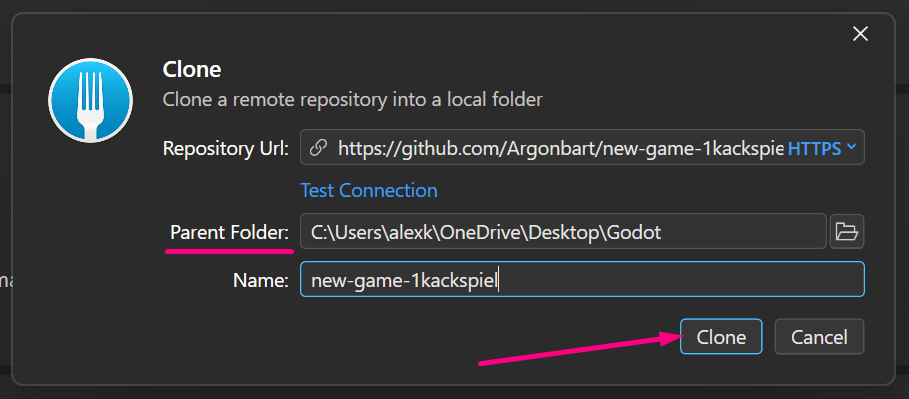 Clone
Clone a remote repository into a local folder
Repository Url: https://github.com/Argonbart/new-game-1kackspie HTTPS
Test Connection
Parent Folder: C:\Users\alexk\OneDrive\Desktop\Godot
Name: new-game-1kackspiel
Clone Cancel